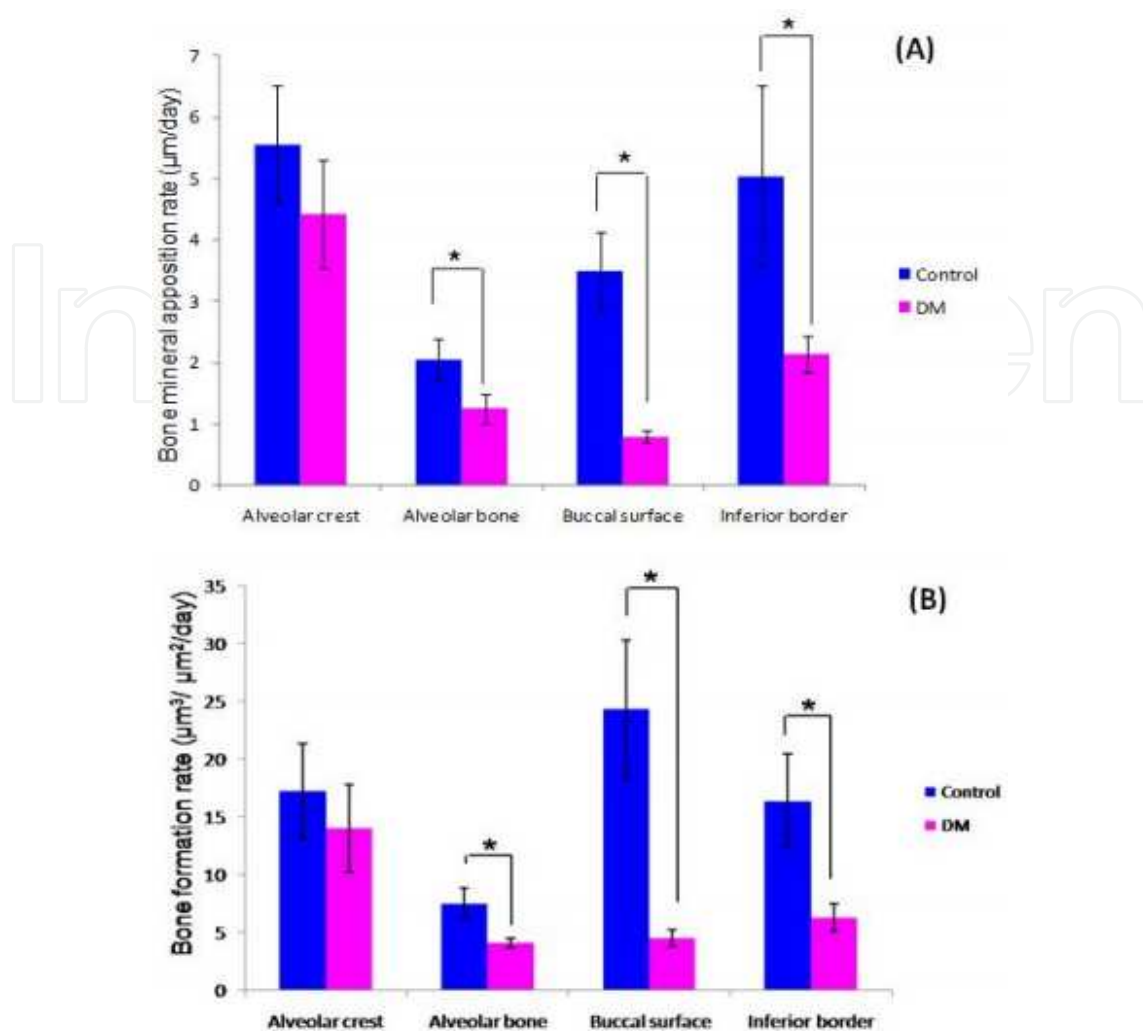 (A)
Bone mineral apposition rate (µm/day)
7
6
5
4
3
2
1
0
*
*
*
Control
DM
Alveolar crest
Alveolar bone
Buccal surface
Inferior border
(B)
Bone formation rate (µm³/ µm²/day)
35
30
25
20
15
10
5
0
*
*
*
Control
DM
Alveolar crest
Alveolar bone
Buccal surface
Inferior border